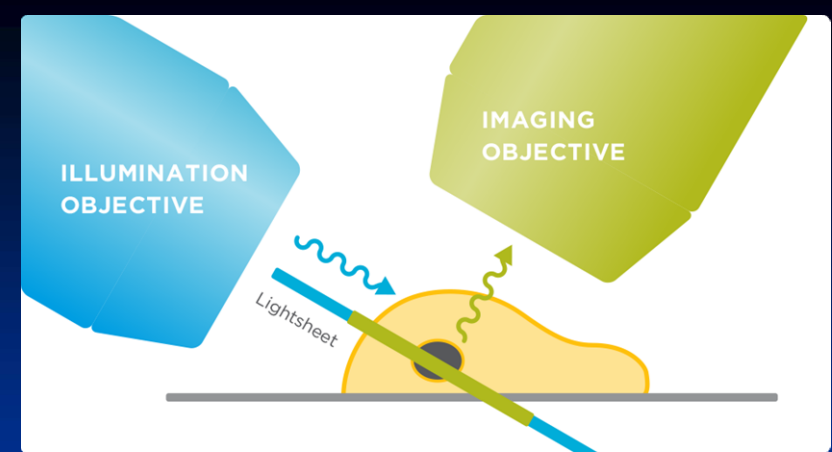 ILLUMINATION
OBJECTIVE
IMAGING
OBJECTIVE
Lightsheet